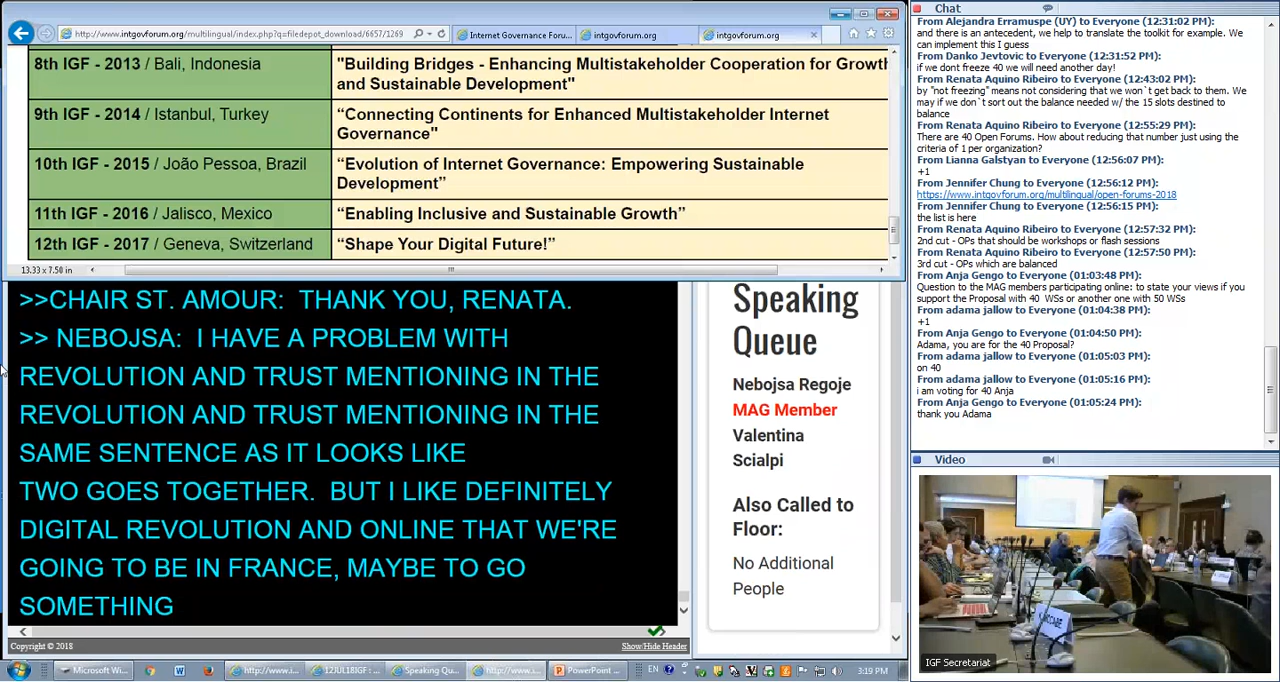 http://www.intgovforum.org/multilingual/index.php?q=filedepot_download/6657/1269
Internet Governance Foru...
www.intgovforum.org
www.intgovforum.org
8th IGF - 2013 / Bali, Indonesia
"Building Bridges - Enhancing Multistakeholder Cooperation for Growth
and Sustainable Development"
9th IGF - 2014 / Istanbul, Turkey
“Connecting Continents for Enhanced Multistakeholder Internet
Governance"
10th IGF - 2015 / João Pessoa, Brazil
“Evolution of Internet Governance: Empowering Sustainable
Development”
11th IGF - 2016 / Jalisco, Mexico
“Enabling Inclusive and Sustainable Growth”
12th IGF - 2017 / Geneva, Switzerland
“Shape Your Digital Future!”
13.33 x 7.50 in
>>CHAIR ST. AMOUR: THANK YOU, RENATA.
>> NEBOJSA: I HAVE A PROBLEM WITH
REVOLUTION AND TRUST MENTIONING IN THE
REVOLUTION AND TRUST MENTIONING IN THE
SAME SENTENCE AS IT LOOKS LIKE
TWO GOES TOGETHER. BUT I LIKE DEFINITELY
DIGITAL REVOLUTION AND ONLINE THAT WE'RE
GOING TO BE IN FRANCE, MAYBE TO GO
SOMETHING
Copyright © 2018
Show/Hide Header
Speaking
Queue
Nebojsa Regoje
MAG Member
Valentina
Scialpi
Also Called to
Floor:
No Additional
People
Chat
From Alejandra Erramuspe (UY) to Everyone (12:31:02 PM):
and there is an antecedent, we help to translate the toolkit for example. We
can implement this I guess
From Danko Jevtovic to Everyone (12:31:52 PM):
if we dont freeze 40 we will need another day!
From Renata Aquino Ribeiro to Everyone (12:43:02 PM):
by "not freezing" means not considering that we won`t get back to them. We
may if we don`t sort out the balance needed w/ the 15 slots destined to
balance
From Renata Aquino Ribeiro to Everyone (12:55:29 PM):
There are 40 Open Forums. How about reducing that number just using the
criteria of 1 per organization?
From Lianna Galstyan to Everyone (12:56:07 PM):
+1
From Jennifer Chung to Everyone (12:56:12 PM):
https://www.intgovforum.org/multilingual/open-forums-2018
From Jennifer Chung to Everyone (12:56:15 PM):
the list is here
From Renata Aquino Ribeiro to Everyone (12:57:32 PM):
2nd cut - OPs that should be workshops or flash sessions
From Renata Aquino Ribeiro to Everyone (12:57:50 PM):
3rd cut - OPs which are balanced
From Anja Gengo to Everyone (01:03:48 PM):
Question to the MAG members participating online: to state your views if you
support the Proposal with 40 WSs or another one with 50 WSs
From adama jallow to Everyone (01:04:38 PM):
+1
From Anja Gengo to Everyone (01:04:50 PM):
Adama, you are for the 40 Proposal?
From adama jallow to Everyone (01:05:03 PM):
on 40
From adama jallow to Everyone (01:05:16 PM):
i am voting for 40 Anja
From Anja Gengo to Everyone (01:05:24 PM):
thank you Adama
Video
IGF Secretariat
Microsoft Wi...
http://www.i...
12JUL18IGF : ...
Speaking Qu...
http://www.i...
PowerPoint ...
EN
3:19 PM